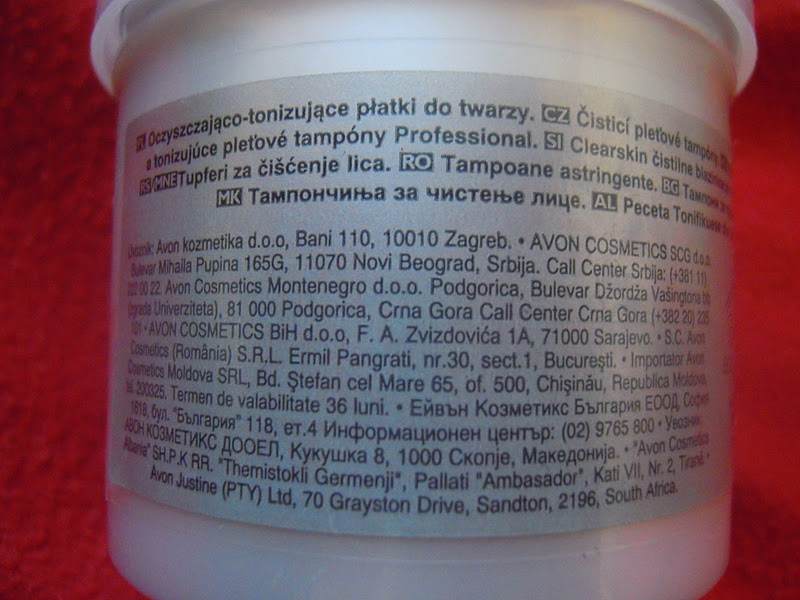 PL Oczyszczająco-tonizujące płatki do twarzy. CZ Čisticí pleťové tampóny.
a tonizujúce pleťové tampóny Professional. SI Clearskin čistilne
RS/MNE Tupferi za čišćenje lica. RO Tampoane astringente. BG Тампони за
MK Тампончиња за чистење лице. AL Peceta Tonifikuese
Uvoznik: Avon kozmetika d.o.o, Bani 110, 10010 Zagreb. • AVON COSMETICS SCG d.o.o.
Bulevar Mihaila Pupina 165G, 11070 Novi Beograd, Srbija. Call Center Srbija: (+381 11)
222 00 22. Avon Cosmetics Montenegro d.o.o. Podgorica, Bulevar Džordža Vašingtona bb
(zgrada Univerziteta), 81 000 Podgorica, Crna Gora Call Center Crna Gora (+382 20) 235
101 • AVON COSMETICS BiH d.o.o, F. A. Zvizdovića 1A, 71000 Sarajevo. • S.C. Avon
Cosmetics (România) S.R.L. Ermil Pangrati, nr.30, sect.1, Bucureşti. • Importator Avon
Cosmetics Moldova SRL, Bd. Ştefan cel Mare 65, of. 500, Chişinău, Republica Moldova,
tel. 200325. Termen de valabilitate 36 luni. • Ейвън Козметикс България ЕООД, София
1618, бул. "България" 118, ет.4 Информационен център: (02) 9765 800 • Увозник:
АВОН КОЗМЕТИКС ДООЕЛ, Кукушка 8, 1000 Скопје, Македонија. • "Avon Cosmetics
Albania" SH.P.K RR. "Themistokli Germenji", Pallati "Ambasador", Kati VII, Nr. 2, Tiranë. •
Avon Justine (PTY) Ltd, 70 Grayston Drive, Sandton, 2196, South Africa.